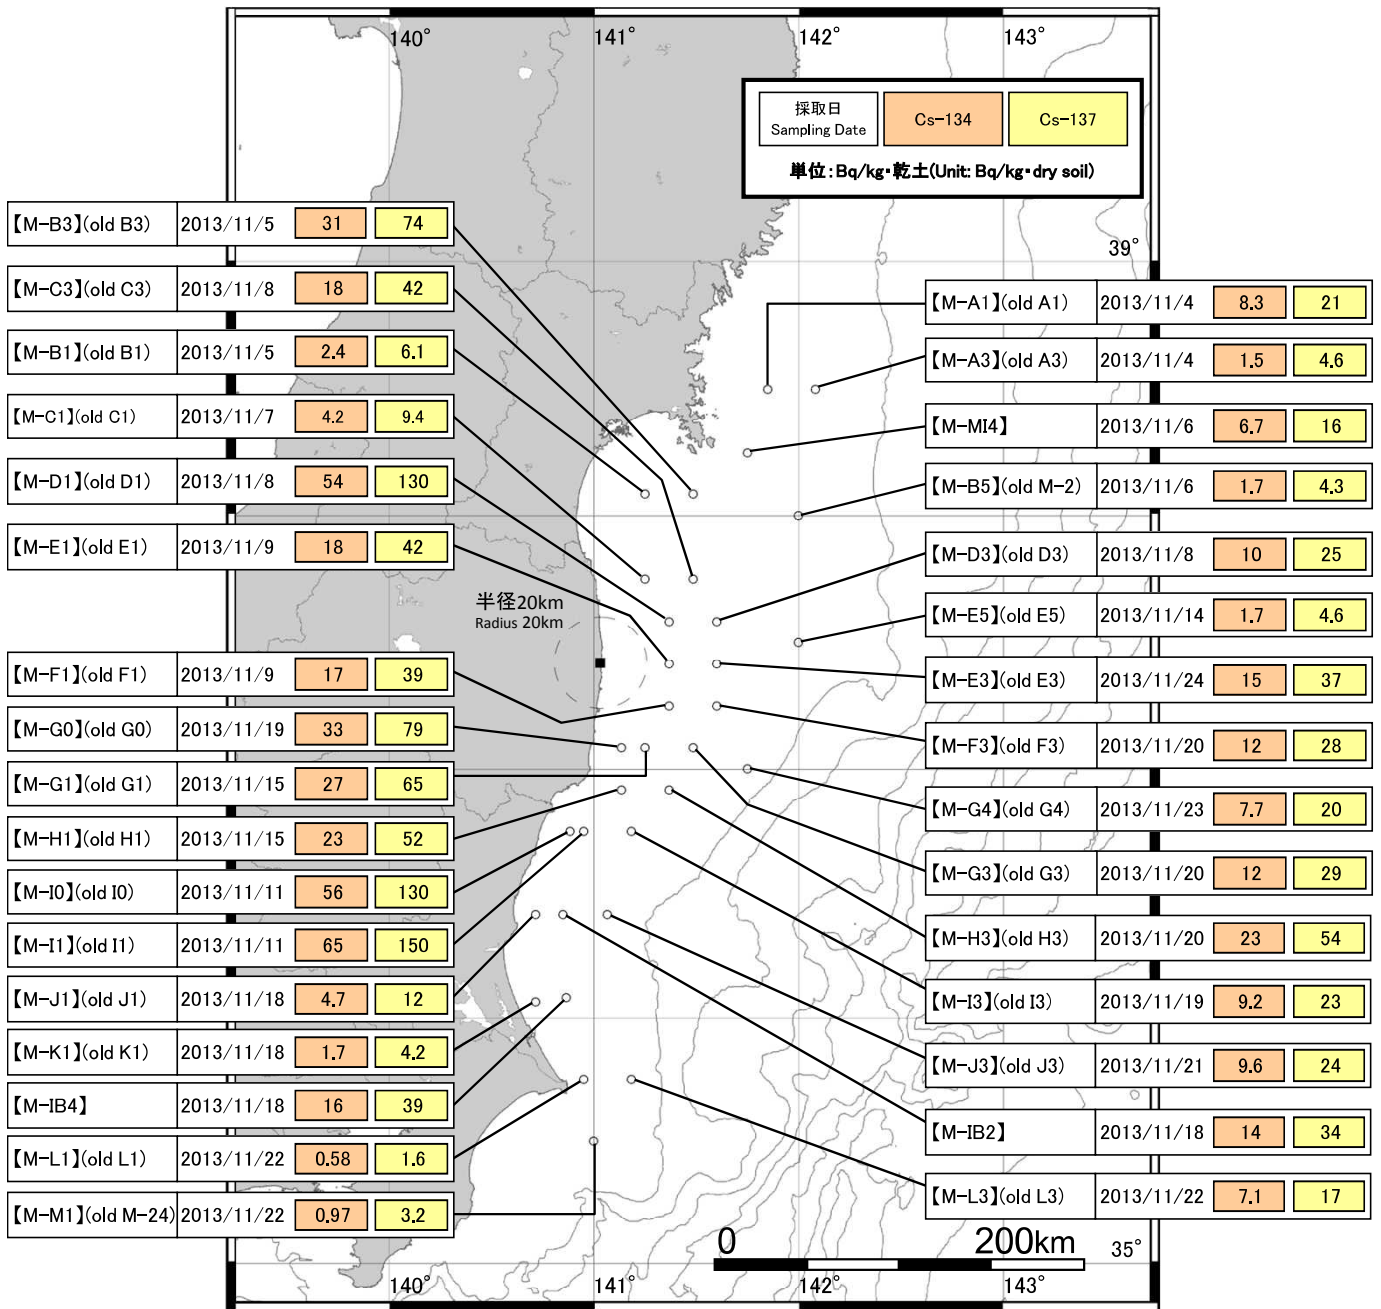 140°
141°
142°
143°
採取日
Sampling Date
Cs-134
Cs-137
単位:Bq/kg・乾土(Unit: Bq/kg・dry soil)
39°
【M-B3】(old B3) 2013/11/5 31 74
【M-C3】(old C3) 2013/11/8 18 42
【M-B1】(old B1) 2013/11/5 2.4 6.1
【M-C1】(old C1) 2013/11/7 4.2 9.4
【M-D1】(old D1) 2013/11/8 54 130
【M-E1】(old E1) 2013/11/9 18 42
半径20km
Radius 20km
【M-F1】(old F1) 2013/11/9 17 39
【M-G0】(old G0) 2013/11/19 33 79
【M-G1】(old G1) 2013/11/15 27 65
【M-H1】(old H1) 2013/11/15 23 52
【M-I0】(old I0) 2013/11/11 56 130
【M-I1】(old I1) 2013/11/11 65 150
【M-J1】(old J1) 2013/11/18 4.7 12
【M-K1】(old K1) 2013/11/18 1.7 4.2
【M-IB4】 2013/11/18 16 39
【M-L1】(old L1) 2013/11/22 0.58 1.6
【M-M1】(old M-24) 2013/11/22 0.97 3.2
【M-A1】(old A1) 2013/11/4 8.3 21
【M-A3】(old A3) 2013/11/4 1.5 4.6
【M-MI4】 2013/11/6 6.7 16
【M-B5】(old M-2) 2013/11/6 1.7 4.3
【M-D3】(old D3) 2013/11/8 10 25
【M-E5】(old E5) 2013/11/14 1.7 4.6
【M-E3】(old E3) 2013/11/24 15 37
【M-F3】(old F3) 2013/11/20 12 28
【M-G4】(old G4) 2013/11/23 7.7 20
【M-G3】(old G3) 2013/11/20 12 29
【M-H3】(old H3) 2013/11/20 23 54
【M-I3】(old I3) 2013/11/19 9.2 23
【M-J3】(old J3) 2013/11/21 9.6 24
【M-IB2】 2013/11/18 14 34
【M-L3】(old L3) 2013/11/22 7.1 17
0 200km
35°
140°
141°
142°
143°